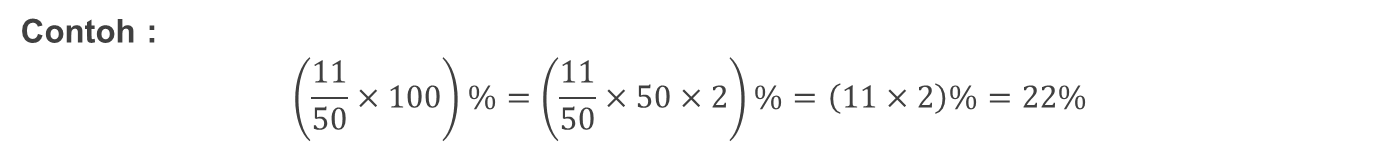 Contoh :
(11/50 × 100) % = (11/50 × 50 × 2) % = (11 × 2)% = 22%